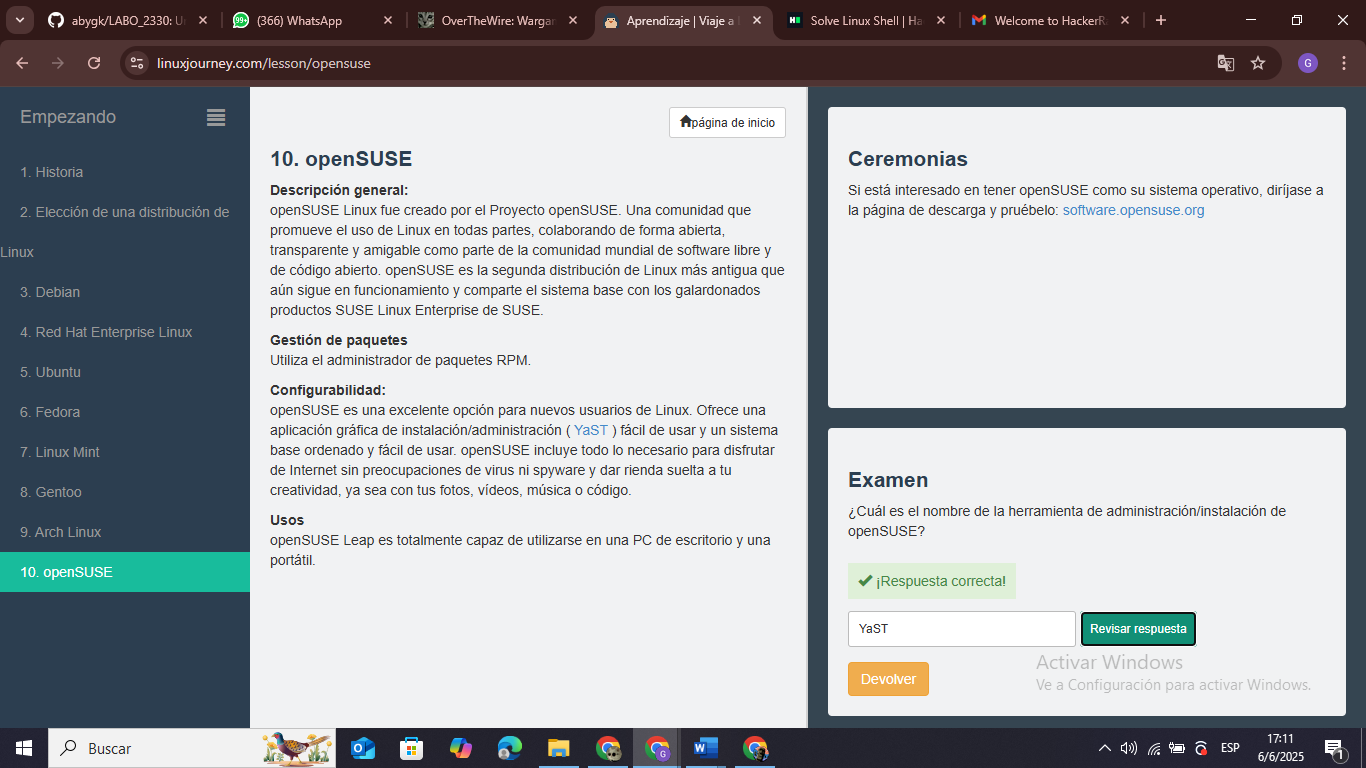 abygk/LABO_2330: U
(366) WhatsApp
OverTheWire: Wargar
Aprendizaje | Viaje a
Solve Linux Shell | Ha
Welcome to HackerR
linuxjourney.com/lesson/opensuse
G
Empezando
1. Historia
2. Elección de una distribución de
Linux
3. Debian
4. Red Hat Enterprise Linux
5. Ubuntu
6. Fedora
7. Linux Mint
8. Gentoo
9. Arch Linux
10. openSUSE
página de inicio
10. openSUSE
Descripción general:
openSUSE Linux fue creado por el Proyecto openSUSE. Una comunidad que
promueve el uso de Linux en todas partes, colaborando de forma abierta,
transparente y amigable como parte de la comunidad mundial de software libre y
de código abierto. openSUSE es la segunda distribución de Linux más antigua que
aún sigue en funcionamiento y comparte el sistema base con los galardonados
productos SUSE Linux Enterprise de SUSE.
Gestión de paquetes
Utiliza el administrador de paquetes RPM.
Configurabilidad:
openSUSE es una excelente opción para nuevos usuarios de Linux. Ofrece una
aplicación gráfica de instalación/administración ( YaST ) fácil de usar y un sistema
base ordenado y fácil de usar. openSUSE incluye todo lo necesario para disfrutar
de Internet sin preocupaciones de virus ni spyware y dar rienda suelta a tu
creatividad, ya sea con tus fotos, vídeos, música o código.
Usos
openSUSE Leap es totalmente capaz de utilizarse en una PC de escritorio y una
portátil.
Ceremonias
Si está interesado en tener openSUSE como su sistema operativo, diríjase a
la página de descarga y pruébelo: software.opensuse.org
Examen
¿Cuál es el nombre de la herramienta de administración/instalación de
openSUSE?
¡Respuesta correcta!
YaST
Revisar respuesta
Devolver
Activar Windows
Ve a Configuración para activar Windows.
Buscar
ESP
17:11
6/6/2025
1